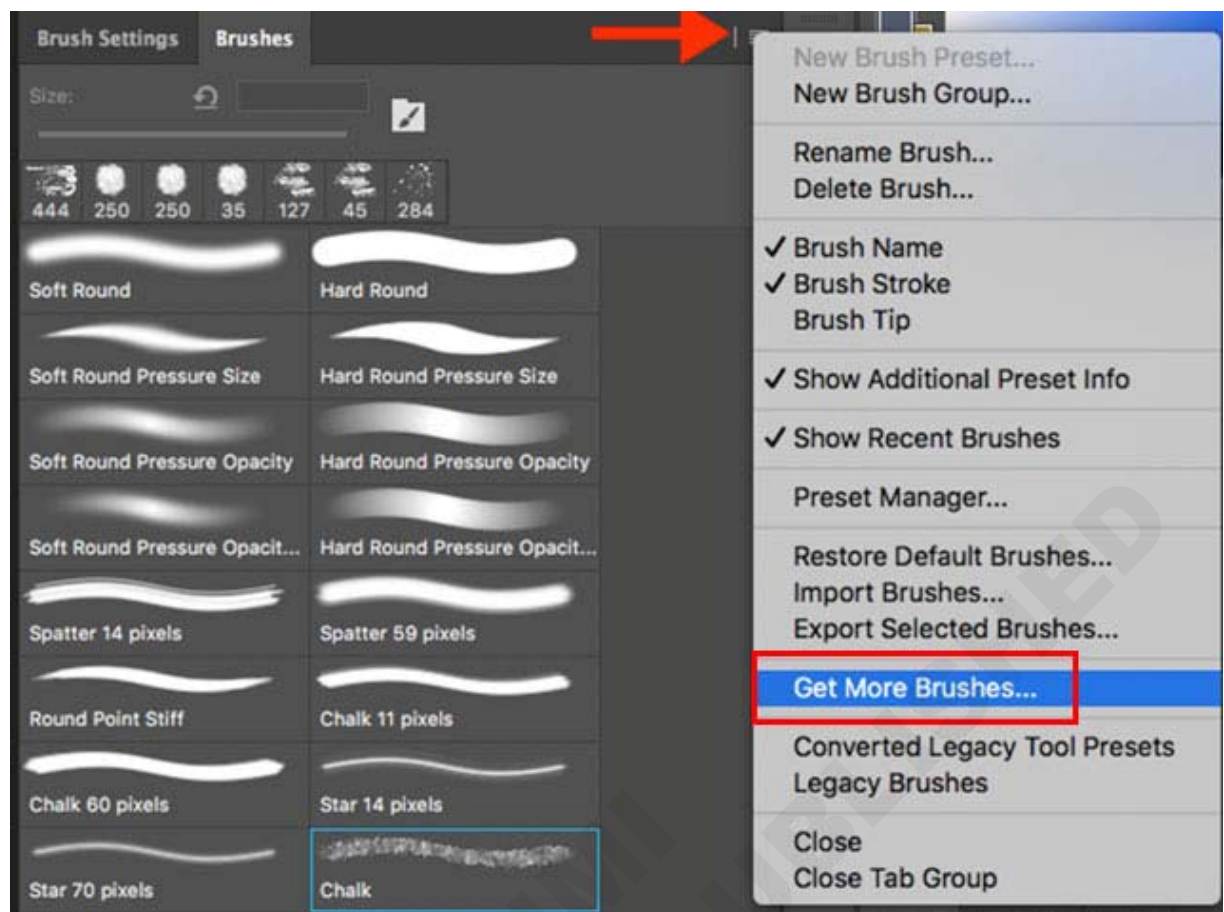 Brush Settings Brushes
Size:
444 250 250 35 127 45 284
Soft Round Hard Round
Soft Round Pressure Size Hard Round Pressure Size
Soft Round Pressure Opacity Hard Round Pressure Opacity
Soft Round Pressure Opacit... Hard Round Pressure Opacit...
Spatter 14 pixels Spatter 59 pixels
Round Point Stiff Chalk 11 pixels
Chalk 60 pixels Star 14 pixels
Star 70 pixels Chalk
New Brush Preset...
New Brush Group...
Rename Brush...
Delete Brush...
Brush Name
Brush Stroke
Brush Tip
Show Additional Preset Info
Show Recent Brushes
Preset Manager...
Restore Default Brushes...
Import Brushes...
Export Selected Brushes...
Get More Brushes...
Converted Legacy Tool Presets
Legacy Brushes
Close
Close Tab Group